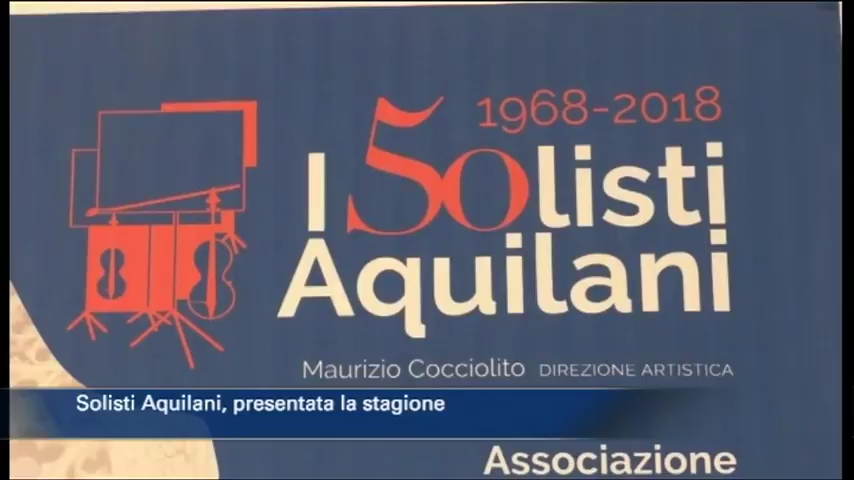 1968-2018
I 50listi
Aquilani
Maurizio Cocciolito DIREZIONE ARTISTICA
Solisti Aquilani, presentata la stagione
Associazione